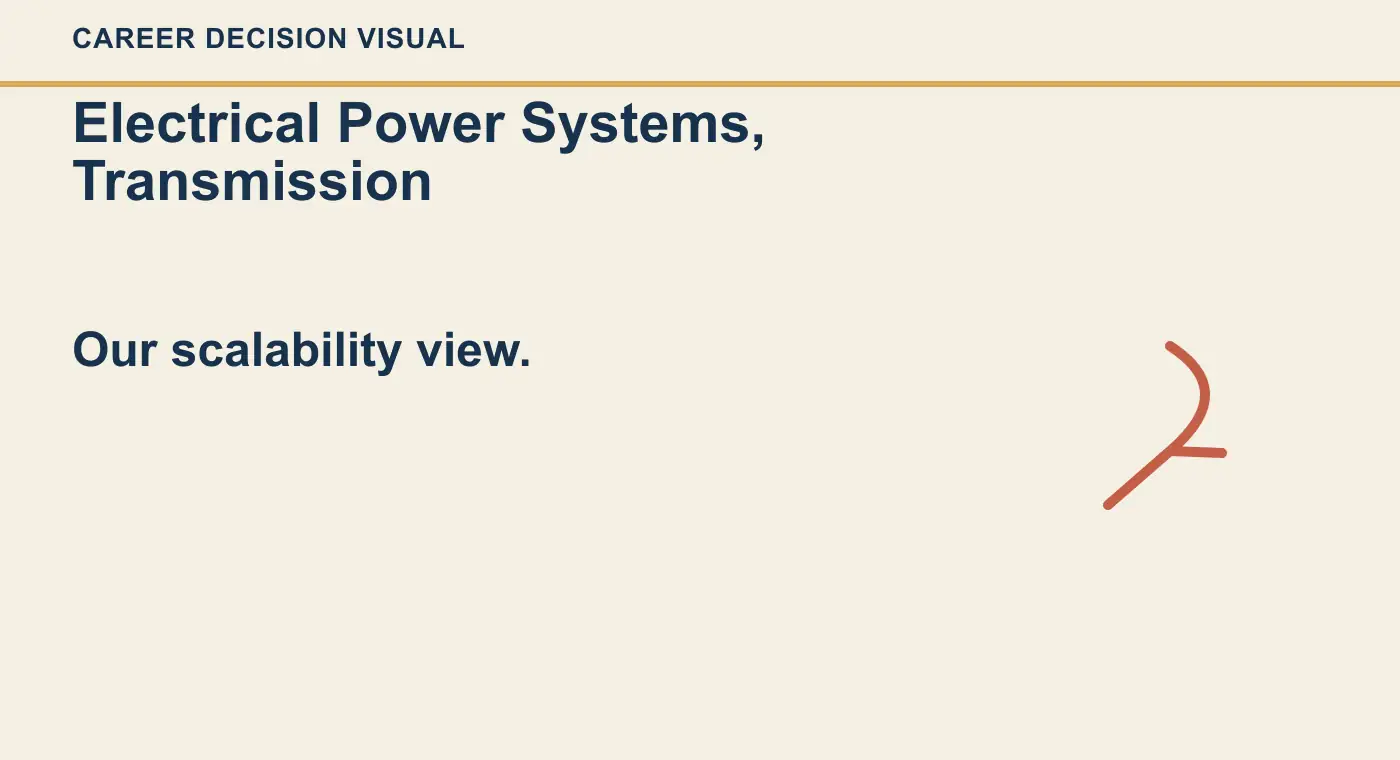 CAREER DECISION VISUAL
Electrical Power Systems,
Transmission
Our scalability view.